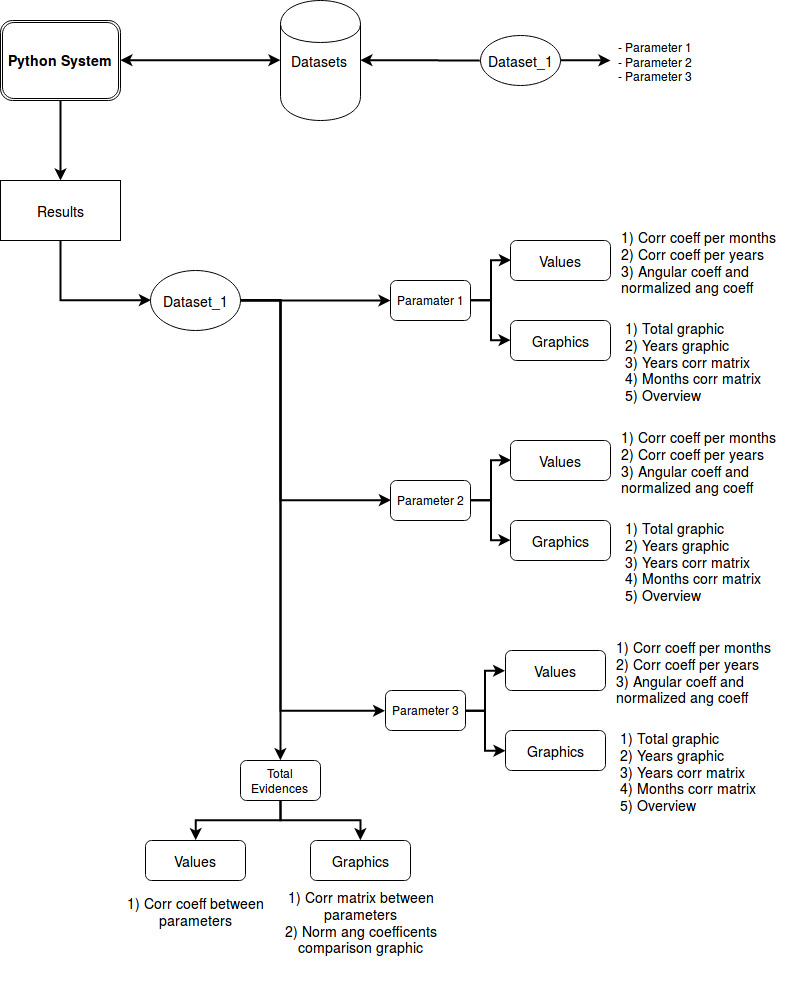 Python System
Datasets
Dataset_1
- Parameter 1
- Parameter 2
- Parameter 3
Results
Dataset_1
Paramater 1
Values
1) Corr coeff per months
2) Corr coeff per years
3) Angular coeff and
normalized ang coeff
Graphics
1) Total graphic
2) Years graphic
3) Years corr matrix
4) Months corr matrix
5) Overview
Parameter 2
Values
1) Corr coeff per months
2) Corr coeff per years
3) Angular coeff and
normalized ang coeff
Graphics
1) Total graphic
2) Years graphic
3) Years corr matrix
4) Months corr matrix
5) Overview
Parameter 3
Values
1) Corr coeff per months
2) Corr coeff per years
3) Angular coeff and
normalized ang coeff
Graphics
1) Total graphic
2) Years graphic
3) Years corr matrix
4) Months corr matrix
5) Overview
Total
Evidences
Values
1) Corr coeff between
parameters
Graphics
1) Corr matrix between
parameters
2) Norm ang coefficents
comparison graphic